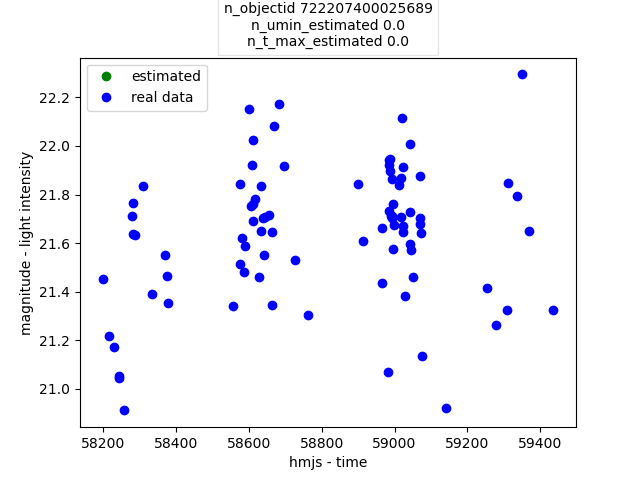 n_objectid 722207400025689
n_umin_estimated 0.0
n_t_max_estimated 0.0
estimated
real data
magnitude - light intensity
22.2
22.0
21.8
21.6
21.4
21.2
21.0
58200 58400 58600 58800 59000 59200 59400
hmjs - time